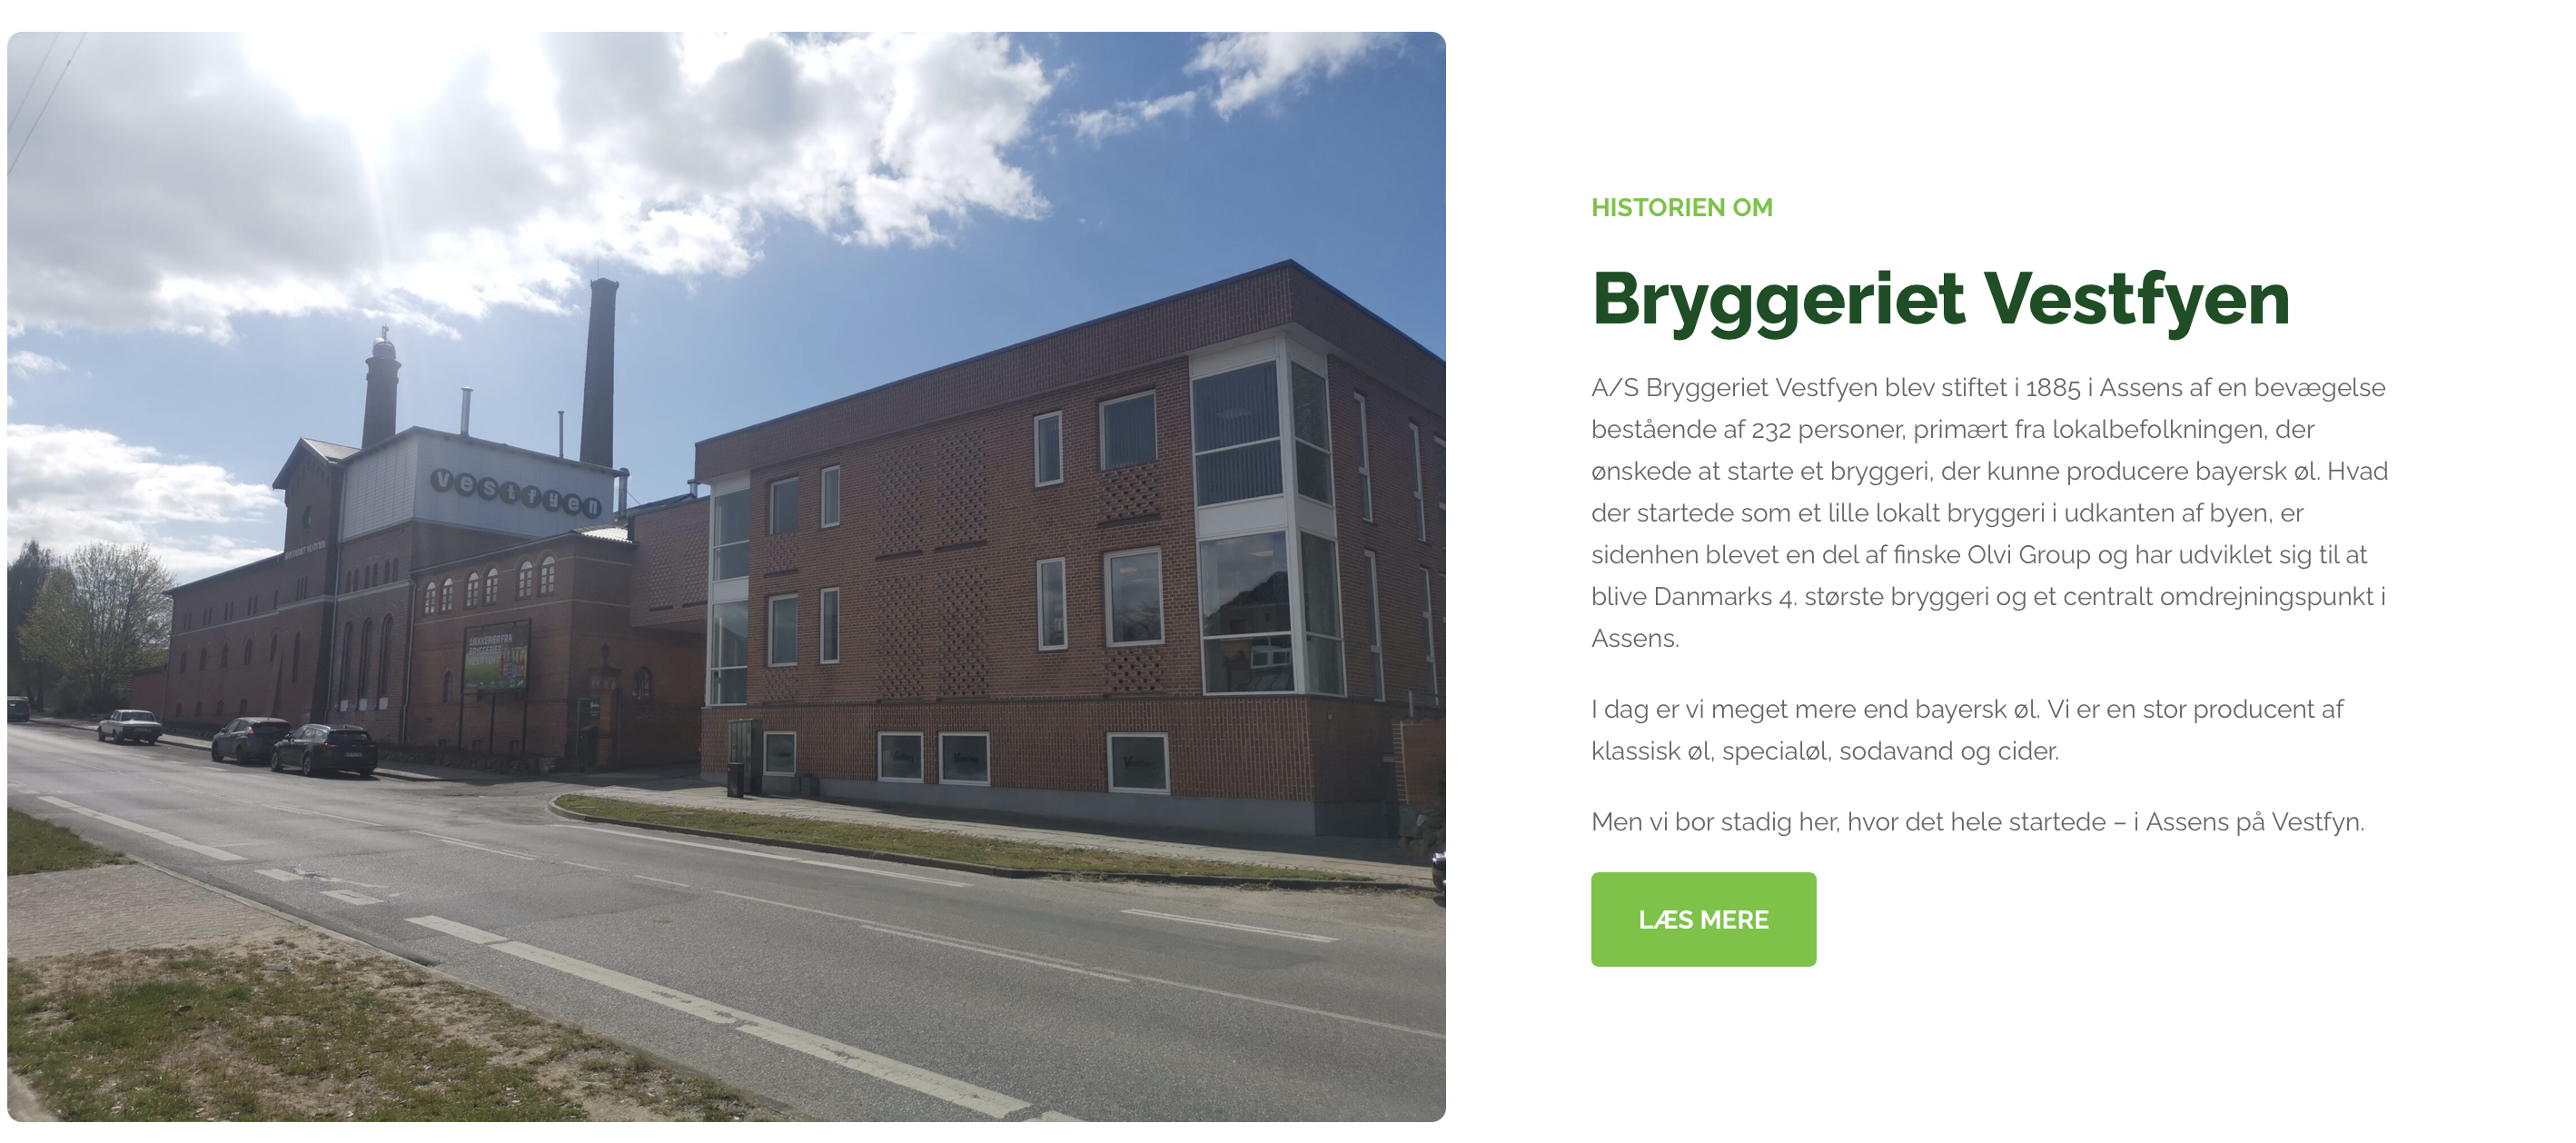 vestfyen
LÆKKERIER FRA
BRYGGERIET
HISTORIEN OM
Bryggeriet Vestfyen
A/S Bryggeriet Vestfyen blev stiftet i 1885 i Assens af en bevægelse
bestående af 232 personer, primært fra lokalbefolkningen, der
ønskede at starte et bryggeri, der kunne producere bayersk øl. Hvad
der startede som et lille lokalt bryggeri i udkanten af byen, er
sidenhen blevet en del af finske Olvi Group og har udviklet sig til at
blive Danmarks 4. største bryggeri og et centralt omdrejningspunkt i
Assens.
I dag er vi meget mere end bayersk øl. Vi er en stor producent af
klassisk øl, specialøl, sodavand og cider.
Men vi bor stadig her, hvor det hele startede – i Assens på Vestfyn.
LÆS MERE